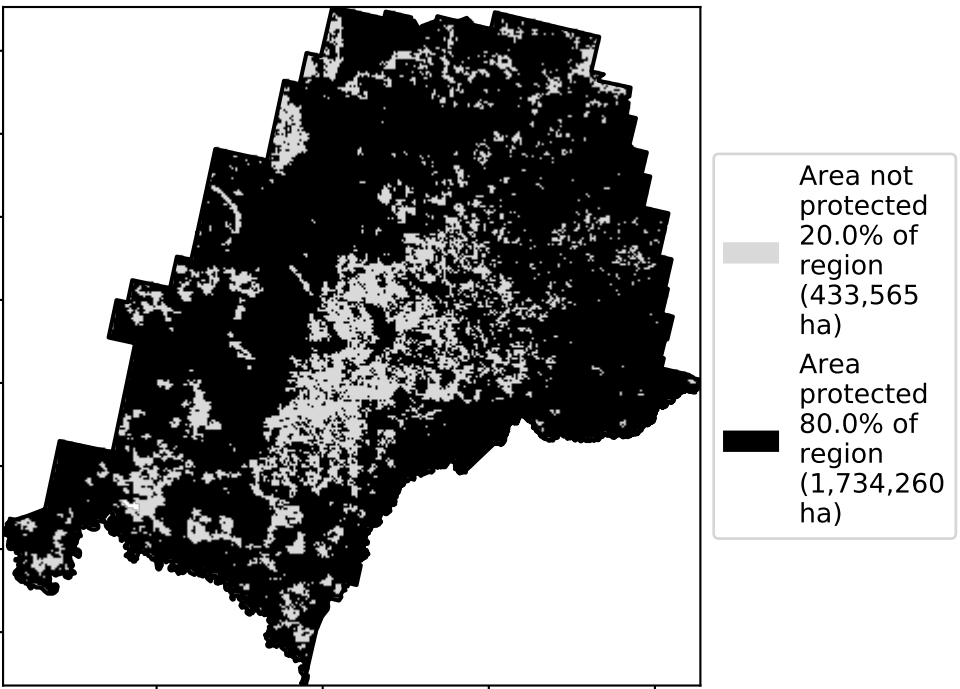 Area not
protected
20.0% of
region
(433,565
ha)
Area
protected
80.0% of
region
(1,734,260
ha)